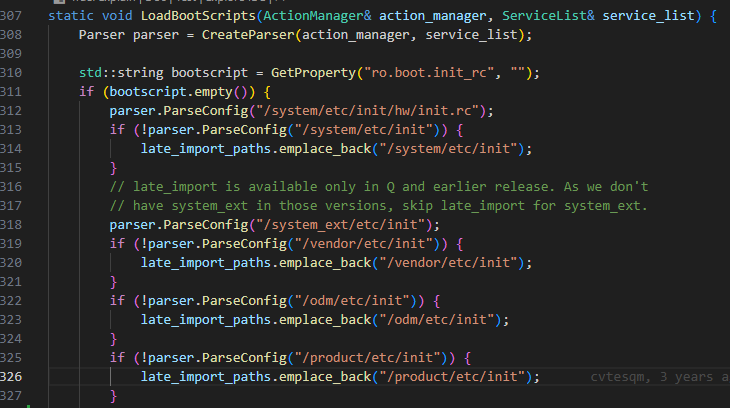 307 static void LoadBootScripts(ActionManager& action_manager, ServiceList& service_list) {
308     Parser parser = CreateParser(action_manager, service_list);
309
310     std::string bootscript = GetProperty("ro.boot.init_rc", "");
311     if (bootscript.empty()) {
312         parser.ParseConfig("/system/etc/init/hw/init.rc");
313         if (!parser.ParseConfig("/system/etc/init")) {
314             late_import_paths.emplace_back("/system/etc/init");
315         }
316         // late_import is available only in Q and earlier release. As we don't
317         // have system_ext in those versions, skip late_import for system_ext.
318         parser.ParseConfig("/system_ext/etc/init");
319         if (!parser.ParseConfig("/vendor/etc/init")) {
320             late_import_paths.emplace_back("/vendor/etc/init");
321         }
322         if (!parser.ParseConfig("/odm/etc/init")) {
323             late_import_paths.emplace_back("/odm/etc/init");
324         }
325         if (!parser.ParseConfig("/product/etc/init")) {
326             late_import_paths.emplace_back("/product/etc/init");     cvtesqm, 3 years a
327         }